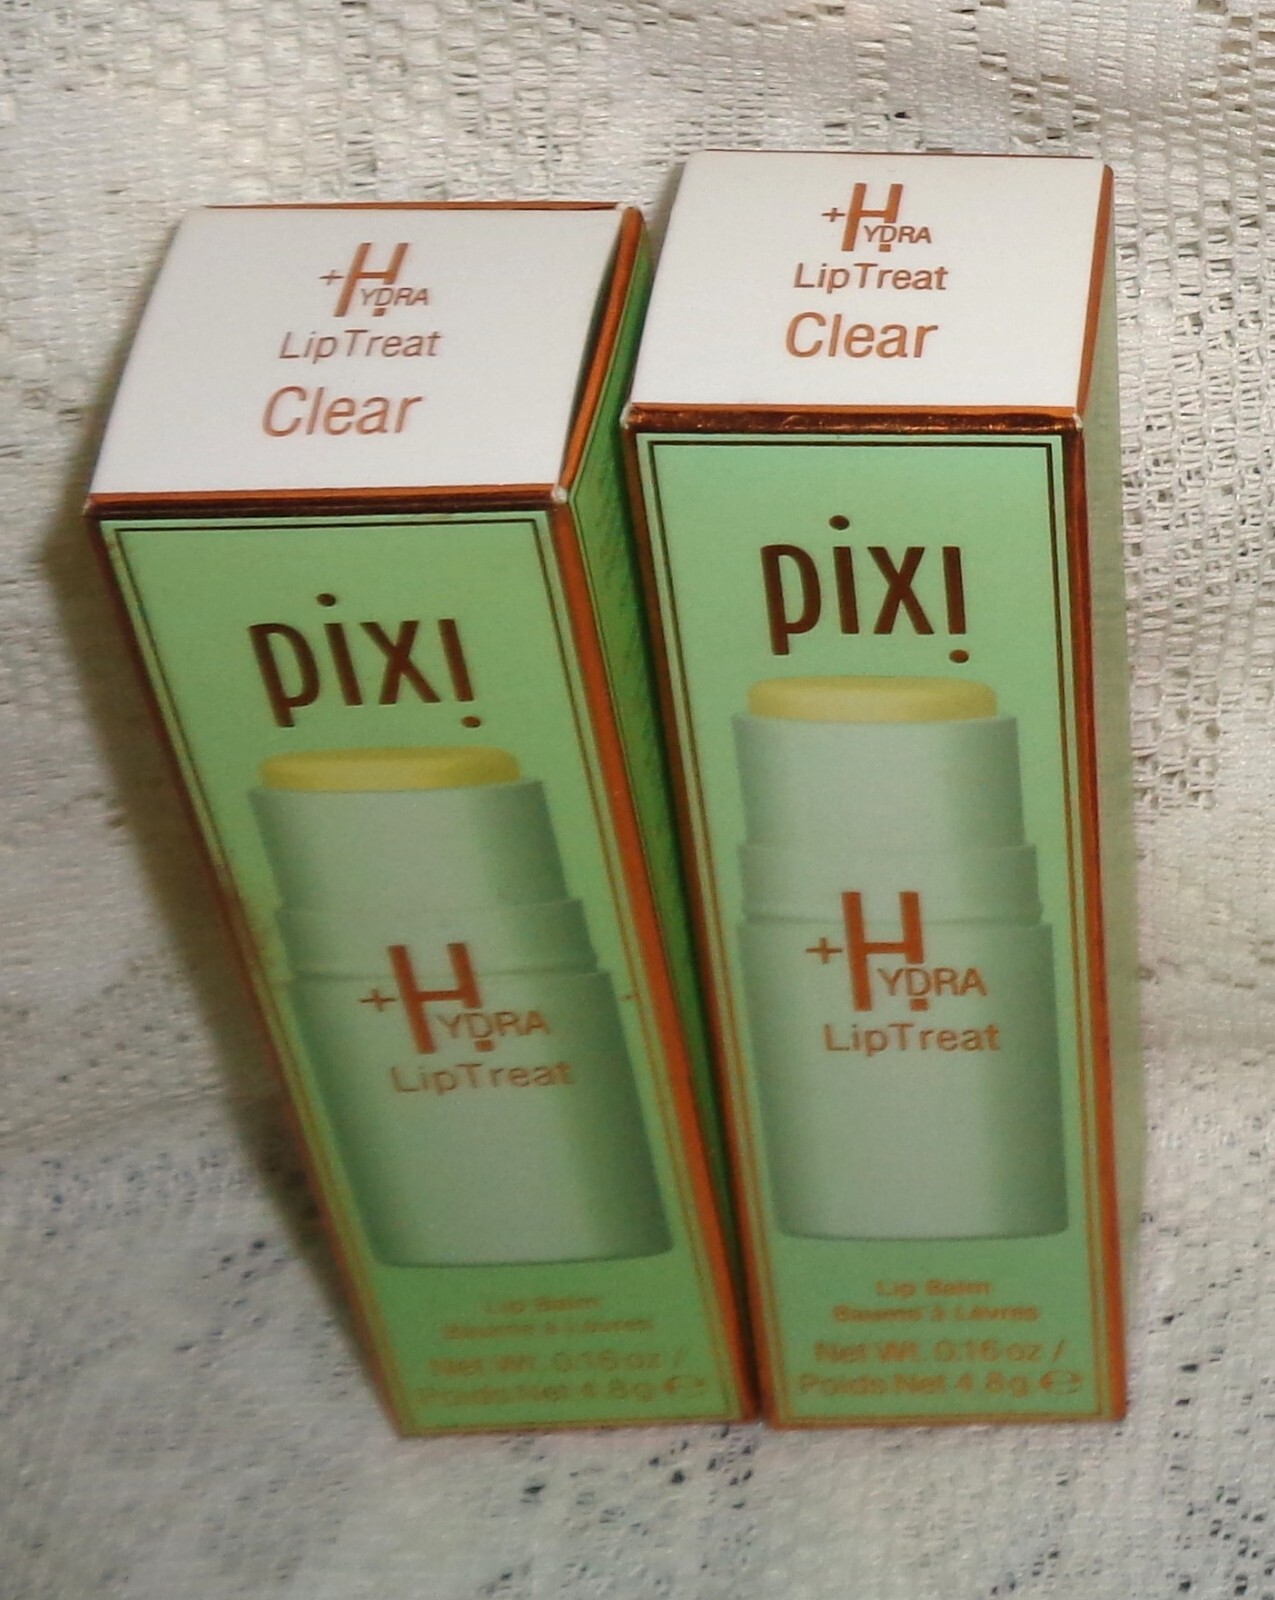 +HYDRA
LipTreat
Clear
pixi
+HYDRA
LipTreat
Lip Balm
Baume à Lèvres
Net Wt. 0.16 oz /
Poids Net 4.8g ℮
+HYDRA
LipTreat
Clear
pixi
+HYDRA
LipTreat
Lip Balm
Baume à Lèvres
Net Wt. 0.16 oz /
Poids Net 4.8g ℮